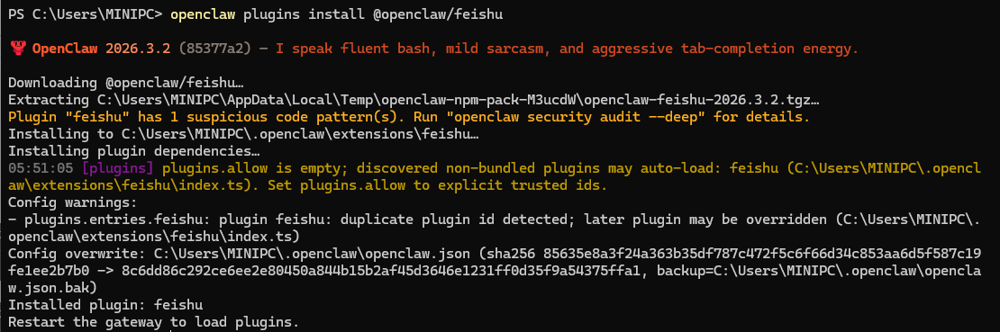 PS C:\Users\MINIPC> openclaw plugins install @openclaw/feishu
OpenClaw 2026.3.2 (85377a2) — I speak fluent bash, mild sarcasm, and aggressive tab-completion energy.
Downloading @openclaw/feishu…
Extracting C:\Users\MINIPC\AppData\Local\Temp\openclaw-npm-pack-M3ucdW\openclaw-feishu-2026.3.2.tgz…
Plugin "feishu" has 1 suspicious code pattern(s). Run "openclaw security audit --deep" for details.
Installing to C:\Users\MINIPC\.openclaw\extensions\feishu…
Installing plugin dependencies…
05:51:05 [plugins] plugins.allow is empty; discovered non-bundled plugins may auto-load: feishu (C:\Users\MINIPC\.opencl
aw\extensions\feishu\index.ts). Set plugins.allow to explicit trusted ids.
Config warnings:
- plugins.entries.feishu: plugin feishu: duplicate plugin id detected; later plugin may be overridden (C:\Users\MINIPC\.
openclaw\extensions\feishu\index.ts)
Config overwrite: C:\Users\MINIPC\.openclaw\openclaw.json (sha256 85635e8a3f24a363b35df787c472f5c6f66d34c853aa6d5f587c19
fe1ee2b7b0 -> 8c6dd86c292ce6ee2e80450a844b15b2af45d3646e1231ff0d35f9a54375ffa1, backup=C:\Users\MINIPC\.openclaw\opencla
w.json.bak)
Installed plugin: feishu
Restart the gateway to load plugins.